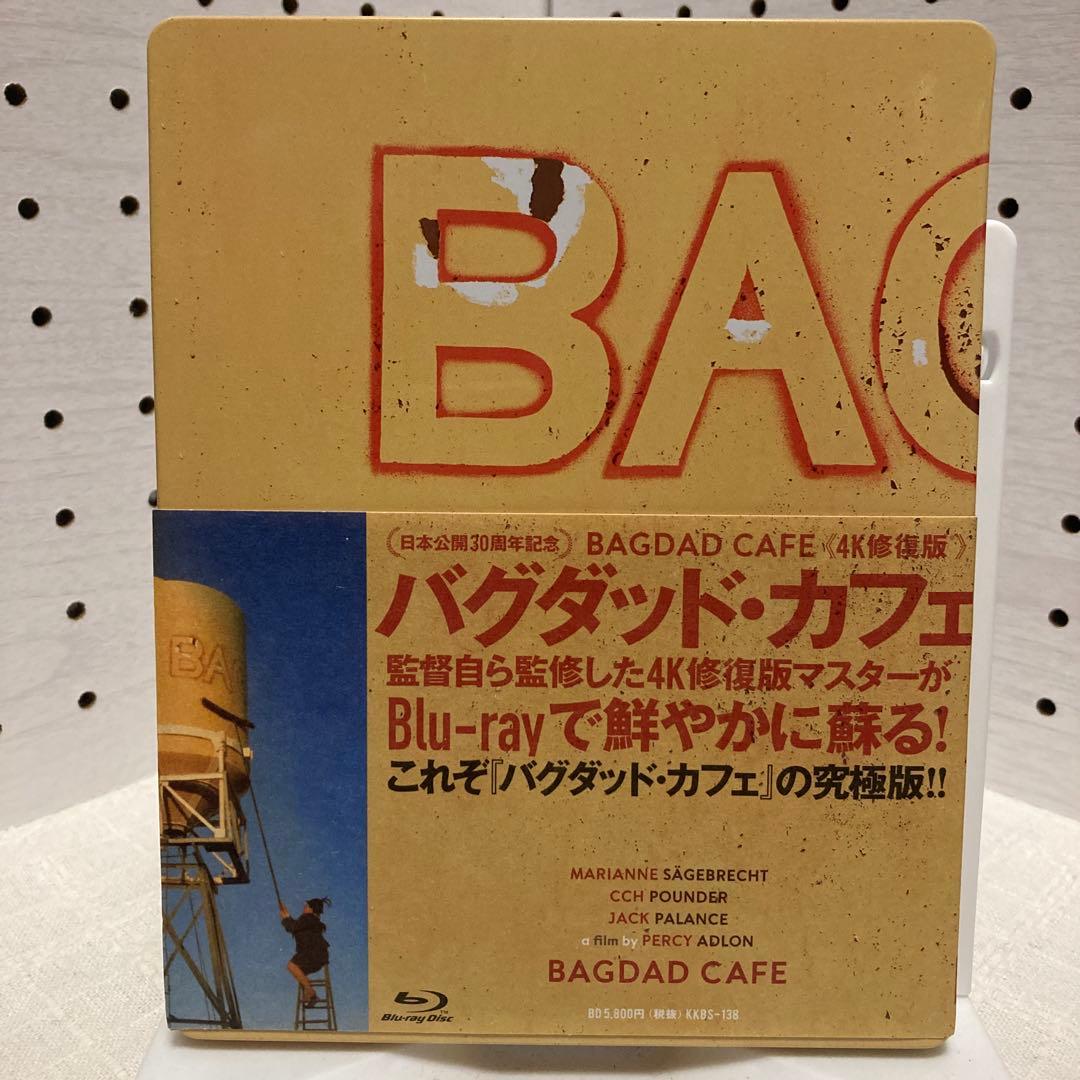 BAG
《日本公開30周年記念》 BAGDAD CAFE《4K修復版》
バグダッド・カフェ
監督自ら監修した4K修復版マスターが
Blu-rayで鮮やかに蘇る!
これぞ『バグダッド・カフェ』の究極版!!
BAG
MARIANNE SÄGEBRECHT
CCH POUNDER
JACK PALANCE
a film by PERCY ADLON
BAGDAD CAFE
Blu-ray Disc™
BD 5,800円(税抜) KKBS-138